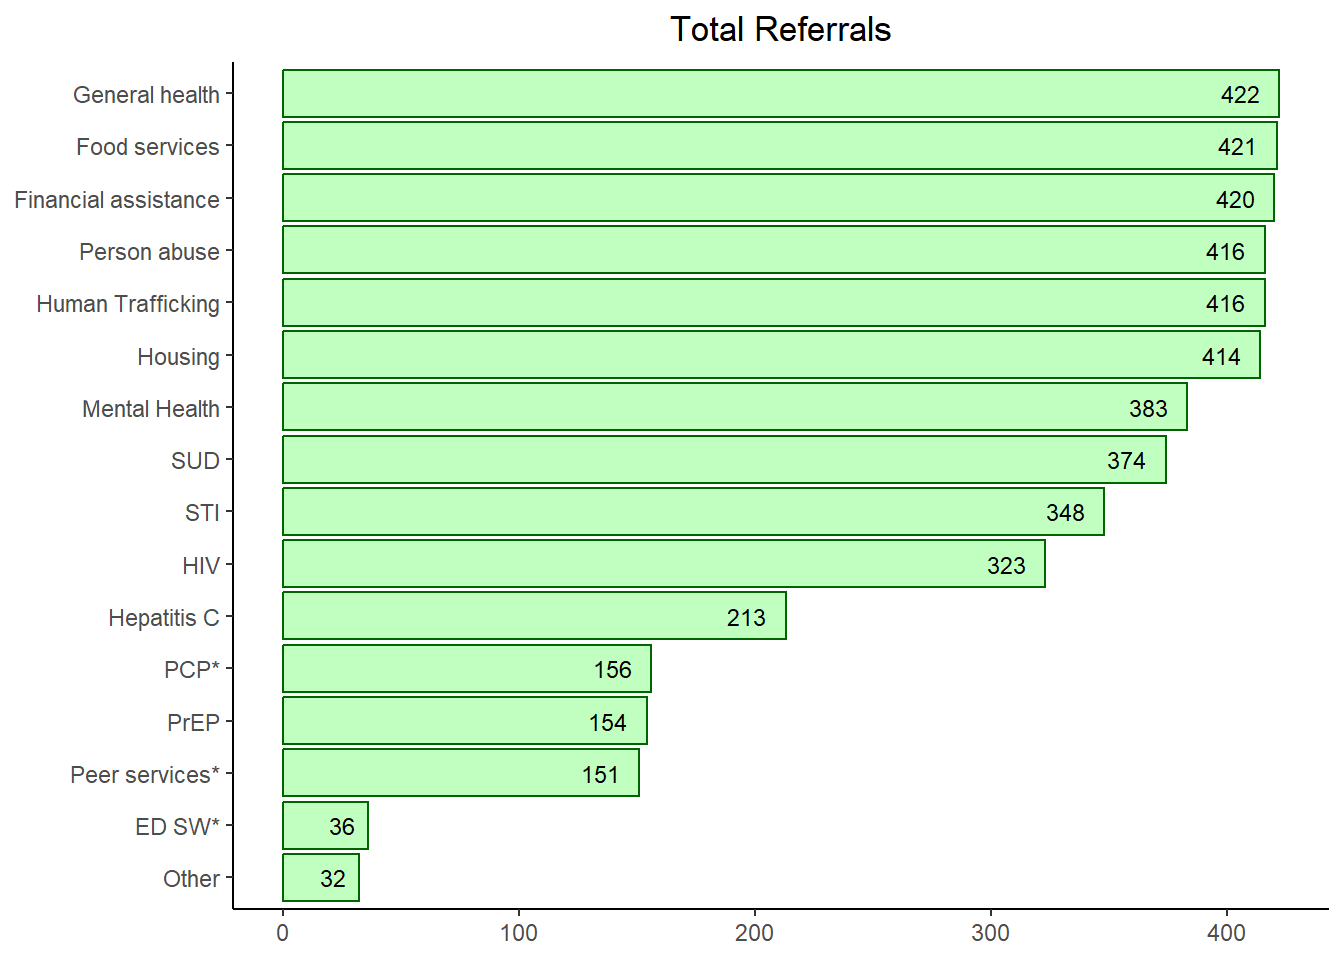 Total Referrals
General health 422
Food services 421
Financial assistance 420
Person abuse 416
Human Trafficking 416
Housing 414
Mental Health 383
SUD 374
STI 348
HIV 323
Hepatitis C 213
PCP* 156
PrEP 154
Peer services* 151
ED SW* 36
Other 32
0 100 200 300 400